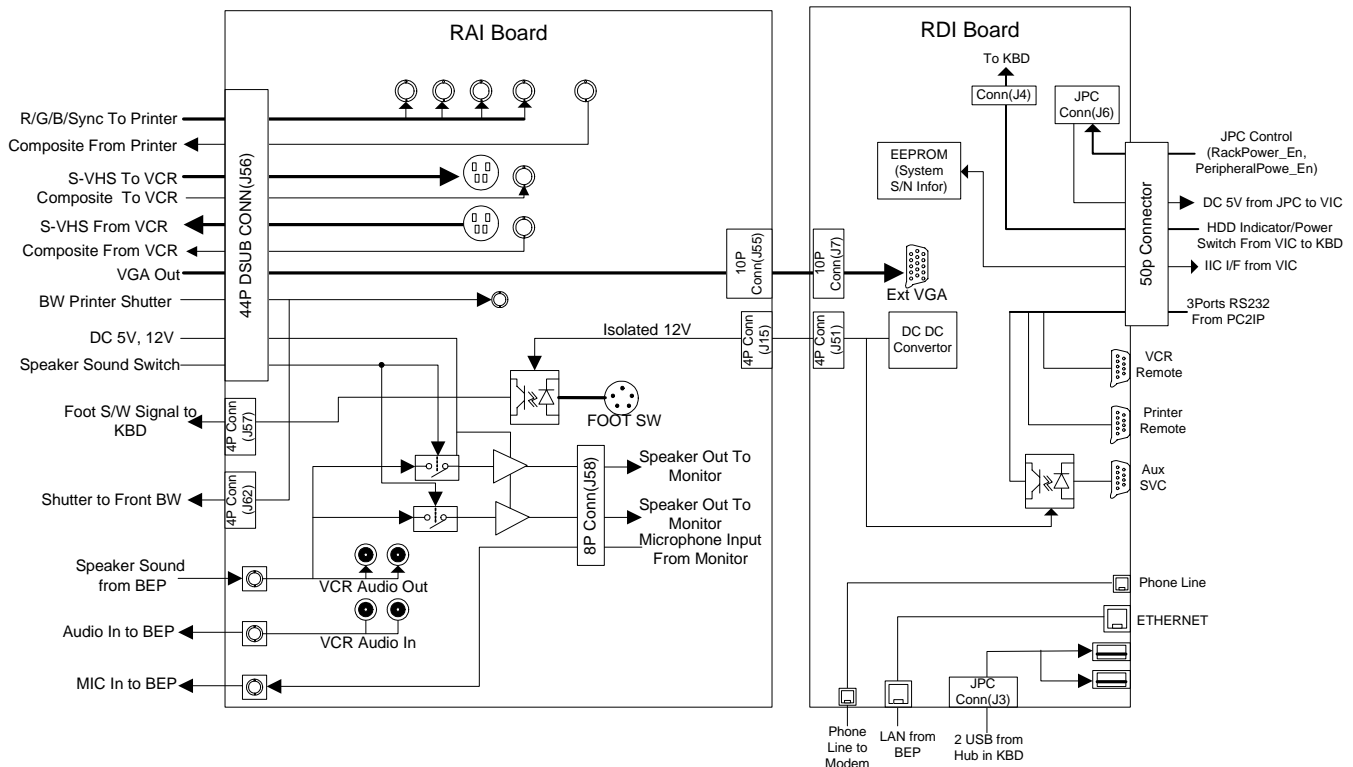 RAI Board
RDI Board
R/G/B/Sync To Printer
Composite From Printer
S-VHS To VCR
Composite To VCR
S-VHS From VCR
Composite From VCR
VGA Out
BW Printer Shutter
DC 5V, 12V
Speaker Sound Switch
Foot S/W Signal to
KBD
Shutter to Front BW
Speaker Sound
from BEP
Audio In to BEP
MIC In to BEP
44P DSUB CONN(J56)
4P Conn
(J57)
4P Conn
(J62)
VCR Audio Out
VCR Audio In
Isolated 12V
FOOT SW
8P Conn(J58)
Speaker Out To
Monitor
Speaker Out To
Monitor
Microphone Input
From Monitor
10P
Conn(J55)
4P Conn
(J15)
10P
Conn(J7)
4P Conn
(J51)
Ext VGA
DC DC
Convertor
To KBD
Conn(J4)
JPC
Conn(J6)
EEPROM
(System
S/N Infor)
50p Connector
JPC Control
(RackPower_En,
PeripheralPowe_En)
DC 5V from JPC to VIC
HDD Indicator/Power
Switch From VIC to KBD
IIC I/F from VIC
3Ports RS232
From PC2IP
VCR
Remote
Printer
Remote
Aux
SVC
Phone Line
ETHERNET
JPC
Conn(J3)
Phone
Line to
Modem
LAN from
BEP
2 USB from
Hub in KBD